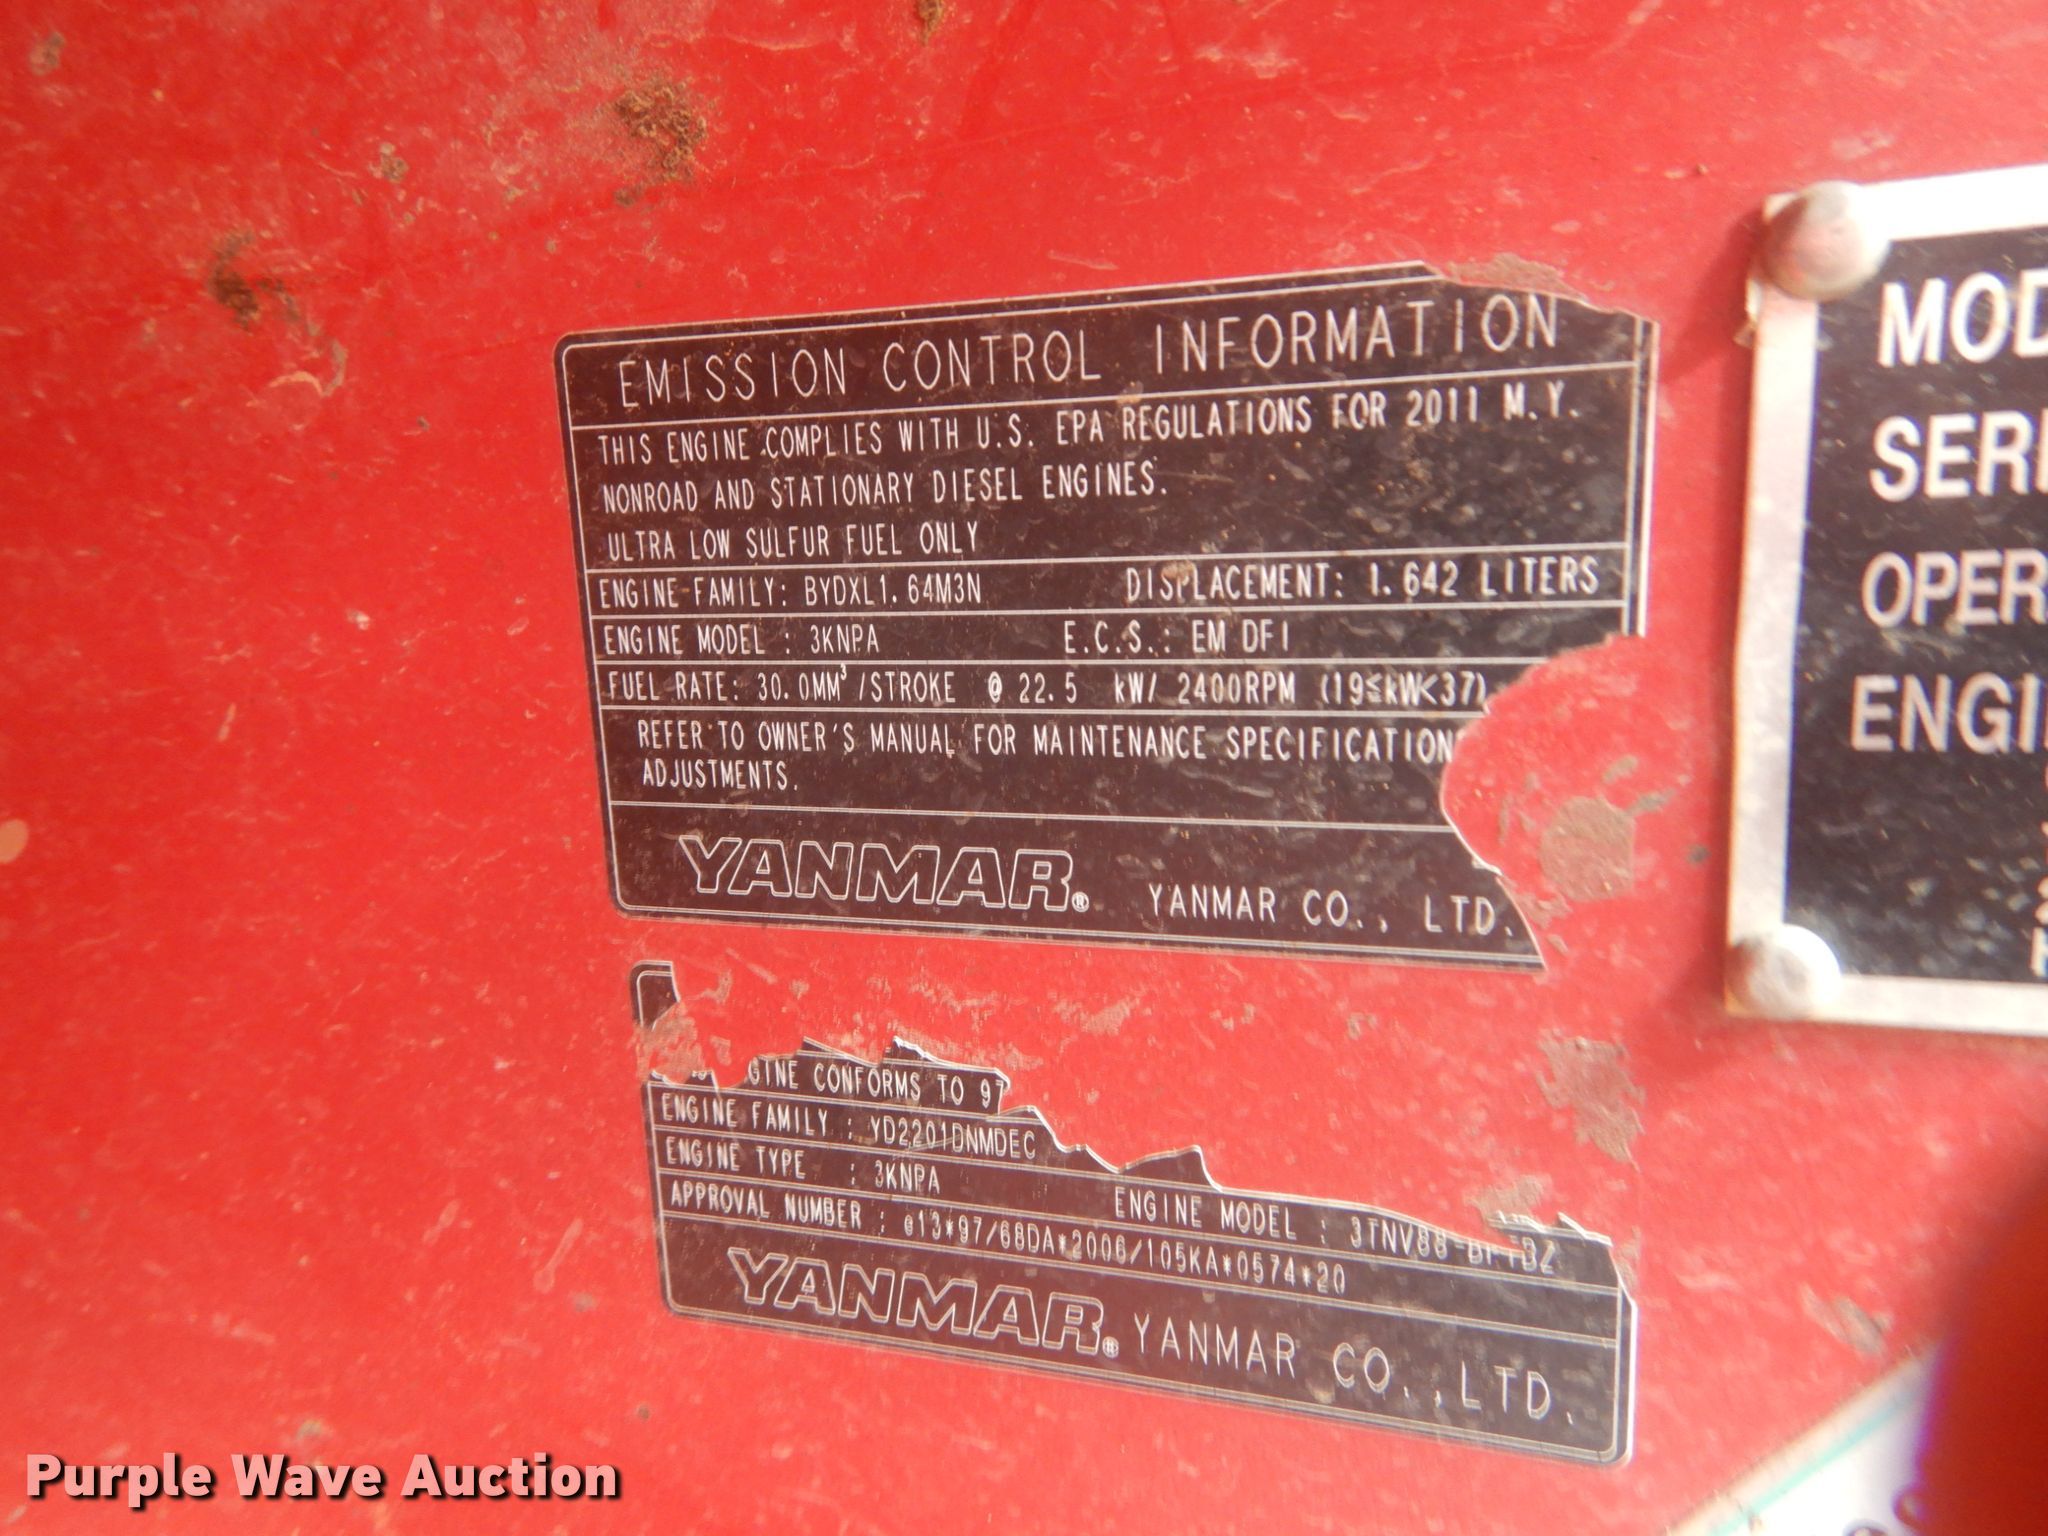 EMISSION CONTROL INFORMATION
THIS ENGINE COMPLIES WITH U.S. EPA REGULATIONS FOR 2011 M.Y.
NONROAD AND STATIONARY DIESEL ENGINES.
ULTRA LOW SULFUR FUEL ONLY
ENGINE FAMILY: BYDXL1.64M3N DISPLACEMENT: 1.642 LITERS
ENGINE MODEL : 3KNPA E.C.S.: EM DFI
FUEL RATE: 30.0MM³/STROKE @ 22.5 kW/ 2400RPM (19≦kW<37)
REFER TO OWNER'S MANUAL FOR MAINTENANCE SPECIFICATION
ADJUSTMENTS.
YANMAR® YANMAR CO., LTD.
GINE CONFORMS TO 97
ENGINE FAMILY : YD2201DNMDEC
ENGINE TYPE : 3KNPA ENGINE MODEL : 3TNV88-
APPROVAL NUMBER : e13*97/68DA*2006/105KA*0574*20
YANMAR® YANMAR CO., LTD.
MOD
SERI
OPER
ENGI
Purple Wave Auction